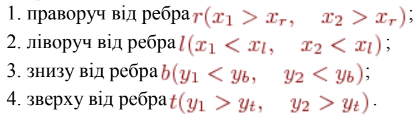 1. праворуч від ребра r(x₁ > xᵣ, x₂ > xᵣ);
2. ліворуч від ребра l(x₁ < xₗ, x₂ < xₗ);
3. знизу від ребра b(y₁ < y_b, y₂ < y_b);
4. зверху від ребра t(y₁ > yₜ, y₂ > yₜ).